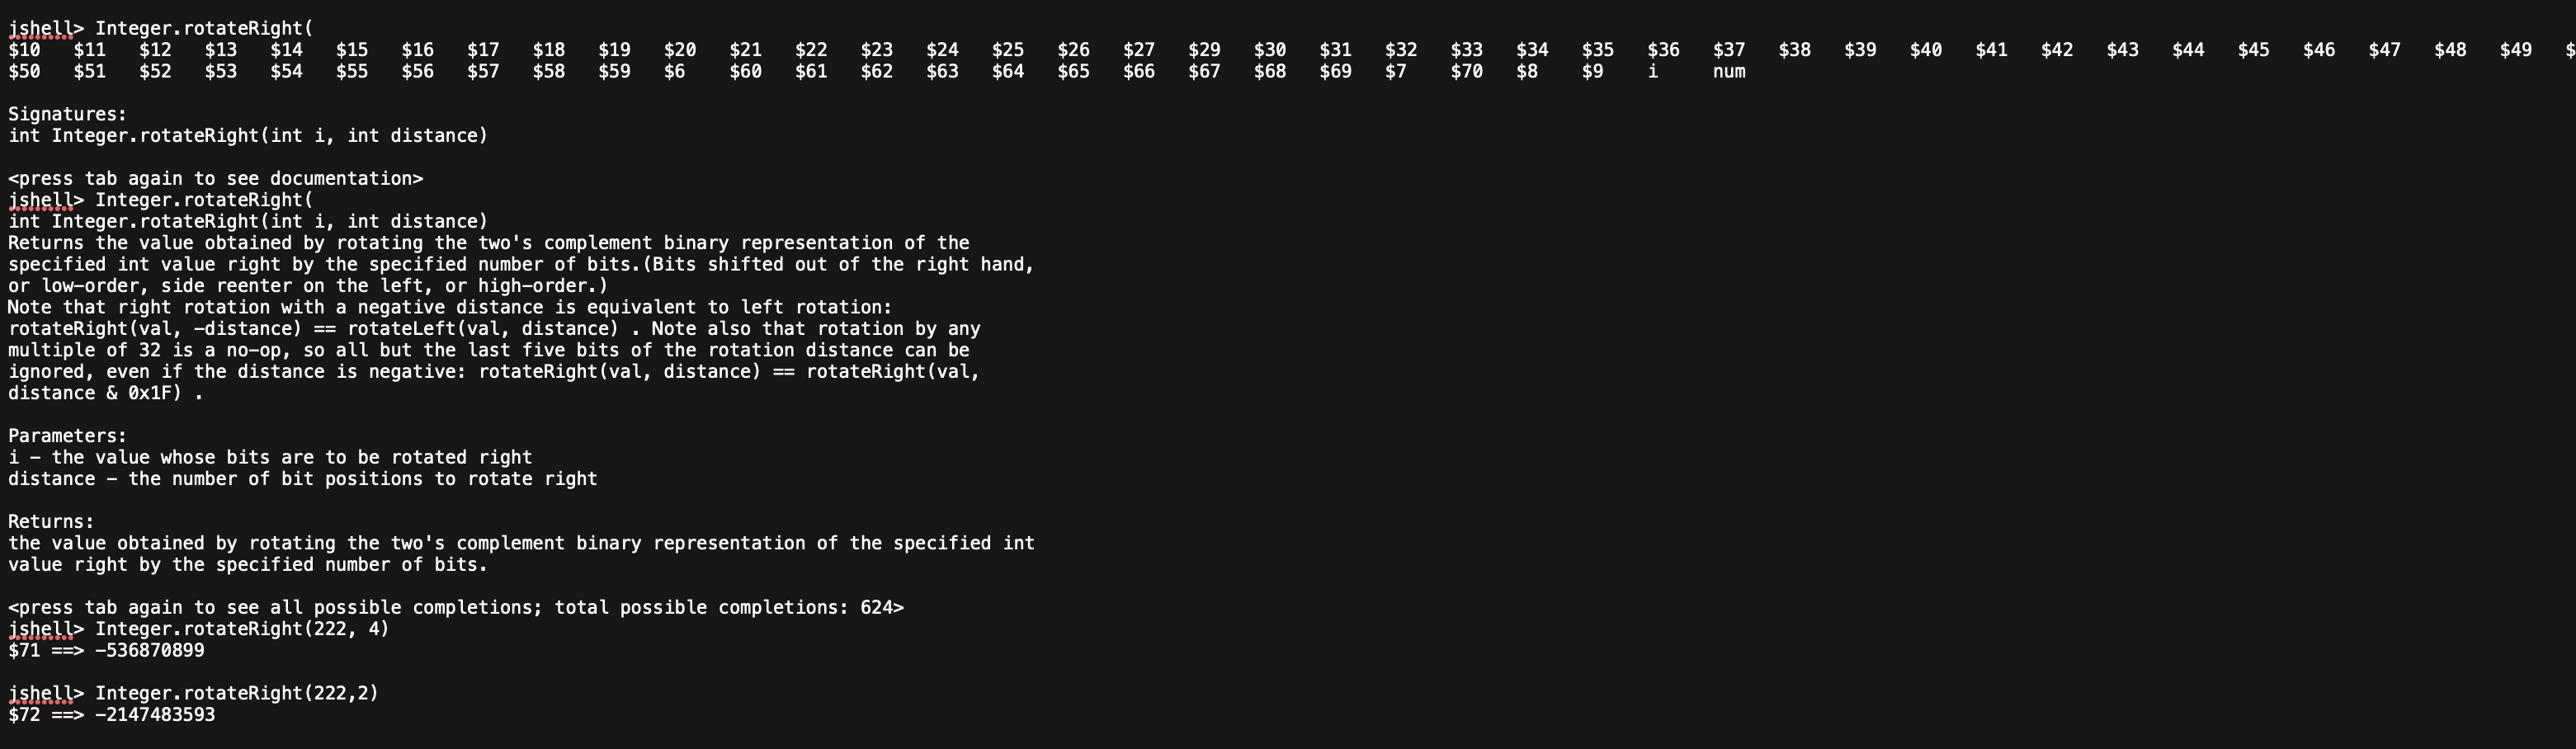 jshell> Integer.rotateRight(
$10 $11 $12 $13 $14 $15 $16 $17 $18 $19 $20 $21 $22 $23 $24 $25 $26 $27 $29 $30 $31 $32 $33 $34 $35 $36 $37 $38 $39 $40 $41 $42 $43 $44 $45 $46 $47 $48 $49 $
$50 $51 $52 $53 $54 $55 $56 $57 $58 $59 $6 $60 $61 $62 $63 $64 $65 $66 $67 $68 $69 $7 $70 $8 $9 i num
Signatures:
int Integer.rotateRight(int i, int distance)
<press tab again to see documentation>
jshell> Integer.rotateRight(
int Integer.rotateRight(int i, int distance)
Returns the value obtained by rotating the two's complement binary representation of the
specified int value right by the specified number of bits.(Bits shifted out of the right hand,
or low-order, side reenter on the left, or high-order.)
Note that right rotation with a negative distance is equivalent to left rotation:
rotateRight(val, -distance) == rotateLeft(val, distance) . Note also that rotation by any
multiple of 32 is a no-op, so all but the last five bits of the rotation distance can be
ignored, even if the distance is negative: rotateRight(val, distance) == rotateRight(val,
distance & 0x1F) .
Parameters:
i - the value whose bits are to be rotated right
distance - the number of bit positions to rotate right
Returns:
the value obtained by rotating the two's complement binary representation of the specified int
value right by the specified number of bits.
<press tab again to see all possible completions; total possible completions: 624>
jshell> Integer.rotateRight(222, 4)
$71 ==> -536870899
jshell> Integer.rotateRight(222,2)
$72 ==> -2147483593